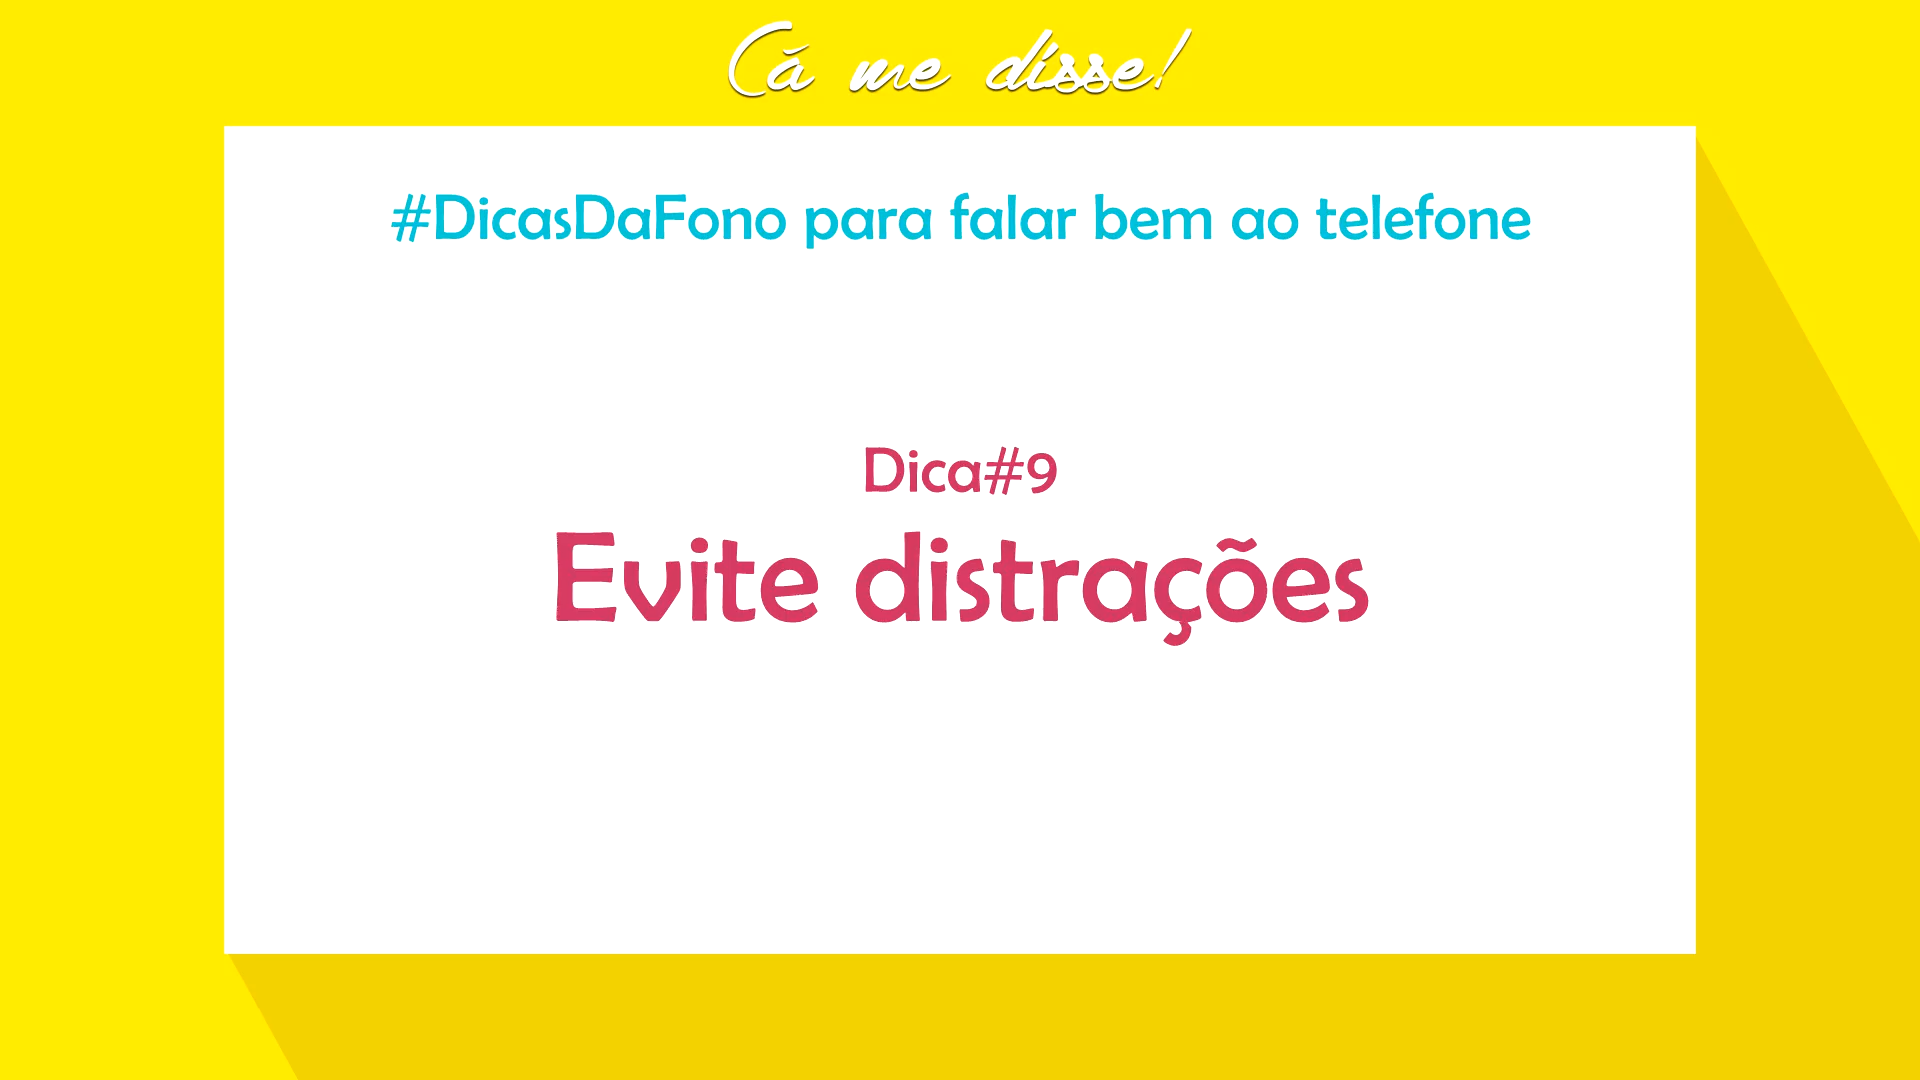 Cá me disse!
#DicasDaFono para falar bem ao telefone
Dica#9
Evite distrações